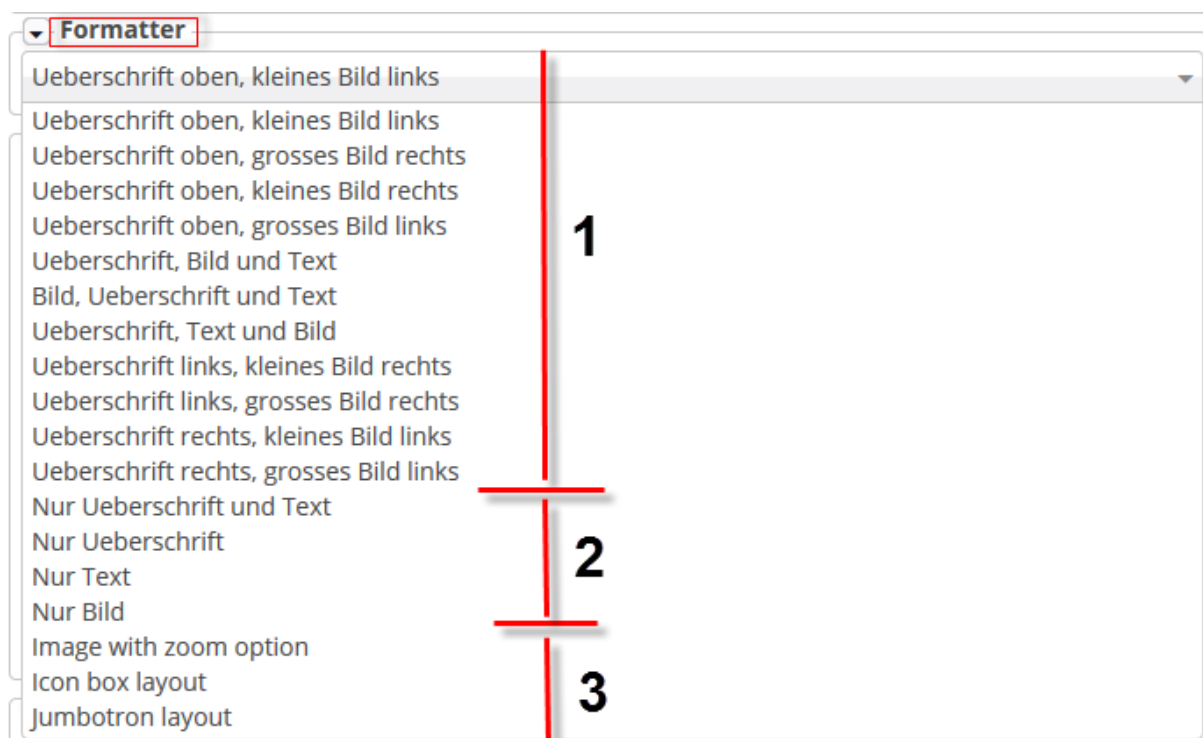 Formatter
Ueberschrift oben, kleines Bild links
Ueberschrift oben, kleines Bild links
Ueberschrift oben, grosses Bild rechts
Ueberschrift oben, kleines Bild rechts
Ueberschrift oben, grosses Bild links
1
Ueberschrift, Bild und Text
Bild, Ueberschrift und Text
Ueberschrift, Text und Bild
Ueberschrift links, kleines Bild rechts
Ueberschrift links, grosses Bild rechts
Ueberschrift rechts, kleines Bild links
Ueberschrift rechts, grosses Bild links
Nur Ueberschrift und Text
Nur Ueberschrift
2
Nur Text
Nur Bild
Image with zoom option
Icon box layout
3
Jumbotron layout